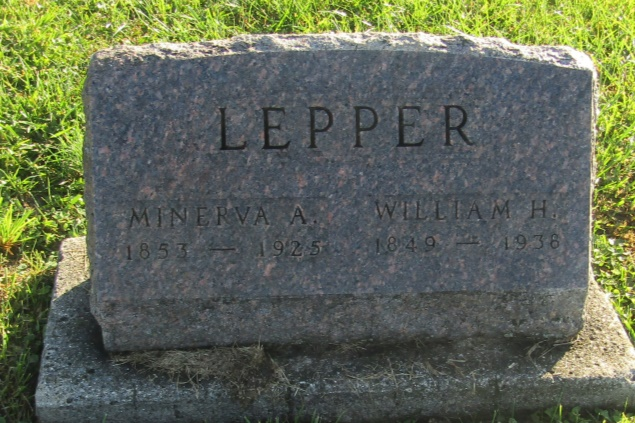 LEPPER
MINERVA A. WILLIAM H.
1853 — 1925 1849 — 1938